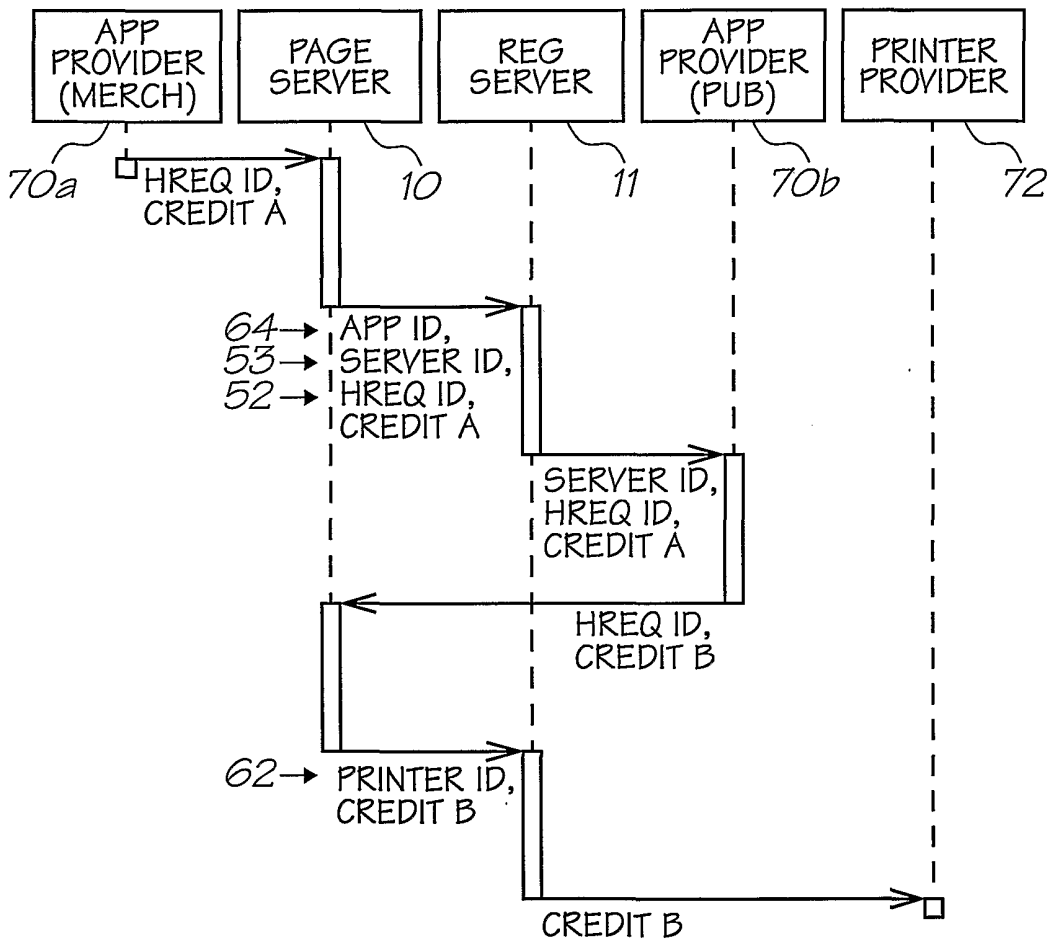 APP
PROVIDER
(MERCH)
PAGE
SERVER
REG
SERVER
APP
PROVIDER
(PUB)
PRINTER
PROVIDER
70a
10
11
70b
72
HREQ ID,
CREDIT A
64
APP ID,
53
SERVER ID,
52
HREQ ID,
CREDIT A
SERVER ID,
HREQ ID,
CREDIT A
HREQ ID,
CREDIT B
62
PRINTER ID,
CREDIT B
CREDIT B